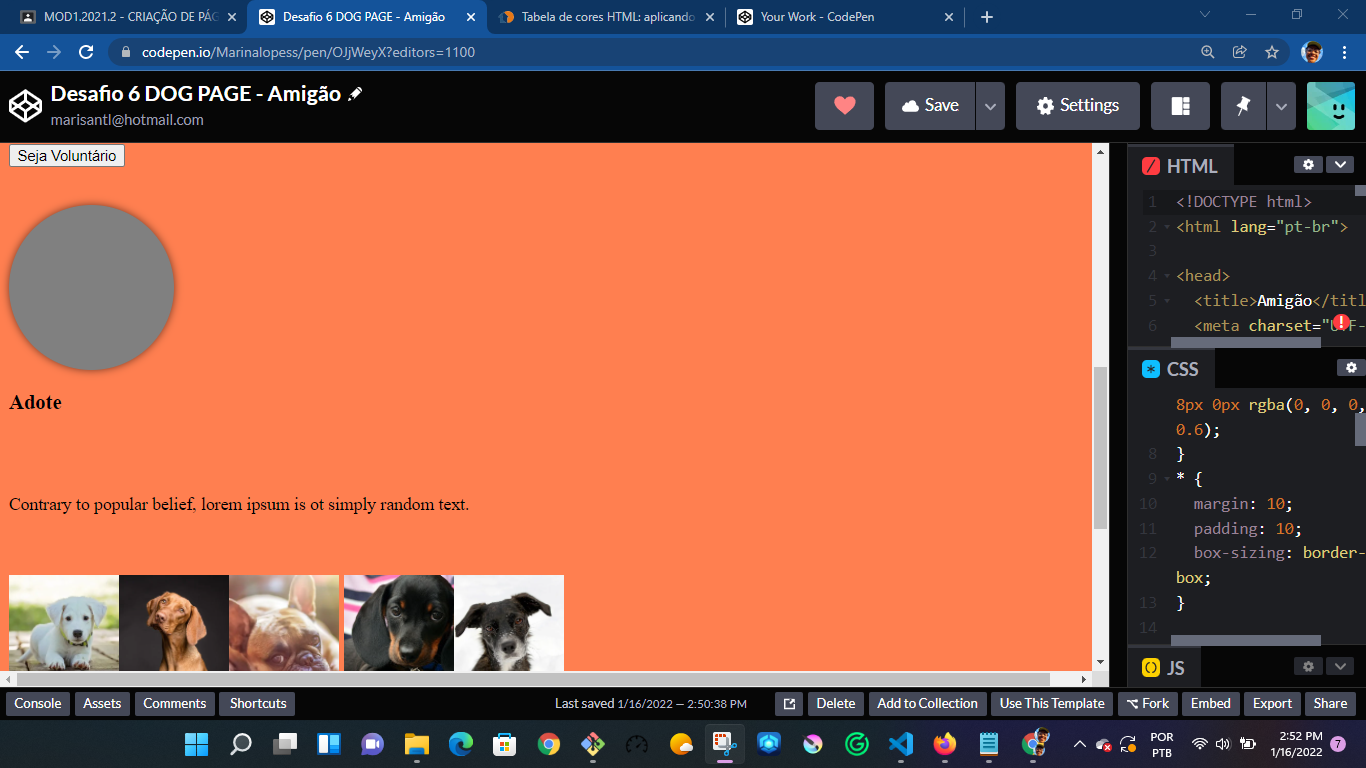 MOD1.2021.2 - CRIAÇÃO DE PÁG
Desafio 6 DOG PAGE - Amigão
Tabela de cores HTML: aplicando
Your Work - CodePen
codepen.io/Marinalopess/pen/OJjWeyX?editors=1100
Desafio 6 DOG PAGE - Amigão
marisantl@hotmail.com
Save
Settings
Seja Voluntário
Adote
Contrary to popular belief, lorem ipsum is ot simply random text.
HTML
1 <!DOCTYPE html>
2 <html lang="pt-br">
3
4 <head>
5 <title>Amigão</titl
6 <meta charset="UTF-
CSS
8px 0px rgba(0, 0, 0,
0.6);
8 }
9 * {
10 margin: 10;
11 padding: 10;
12 box-sizing: border-
box;
13 }
14
JS
Console
Assets
Comments
Shortcuts
Last saved 1/16/2022 — 2:50:38 PM
Delete
Add to Collection
Use This Template
Fork
Embed
Export
Share
POR
PTB
2:52 PM
1/16/2022
7